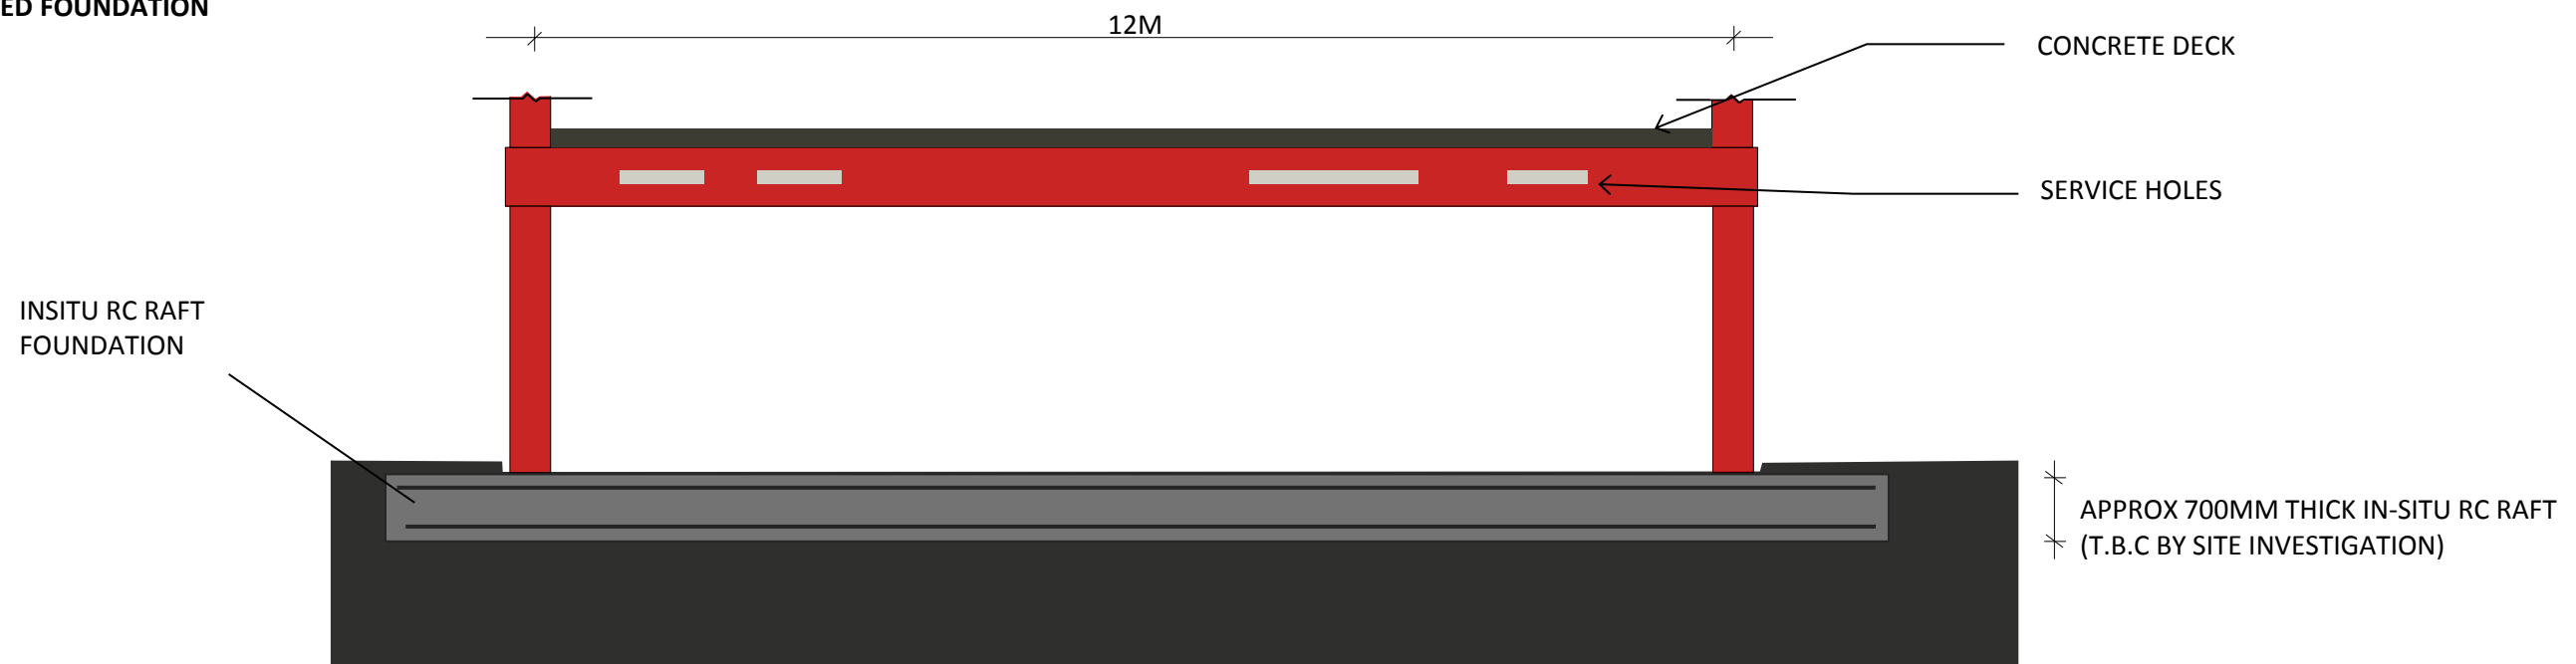 ED FOUNDATION
12M
CONCRETE DECK
SERVICE HOLES
INSITU RC RAFT
FOUNDATION
APPROX 700MM THICK IN-SITU RC RAFT
(T.B.C BY SITE INVESTIGATION)